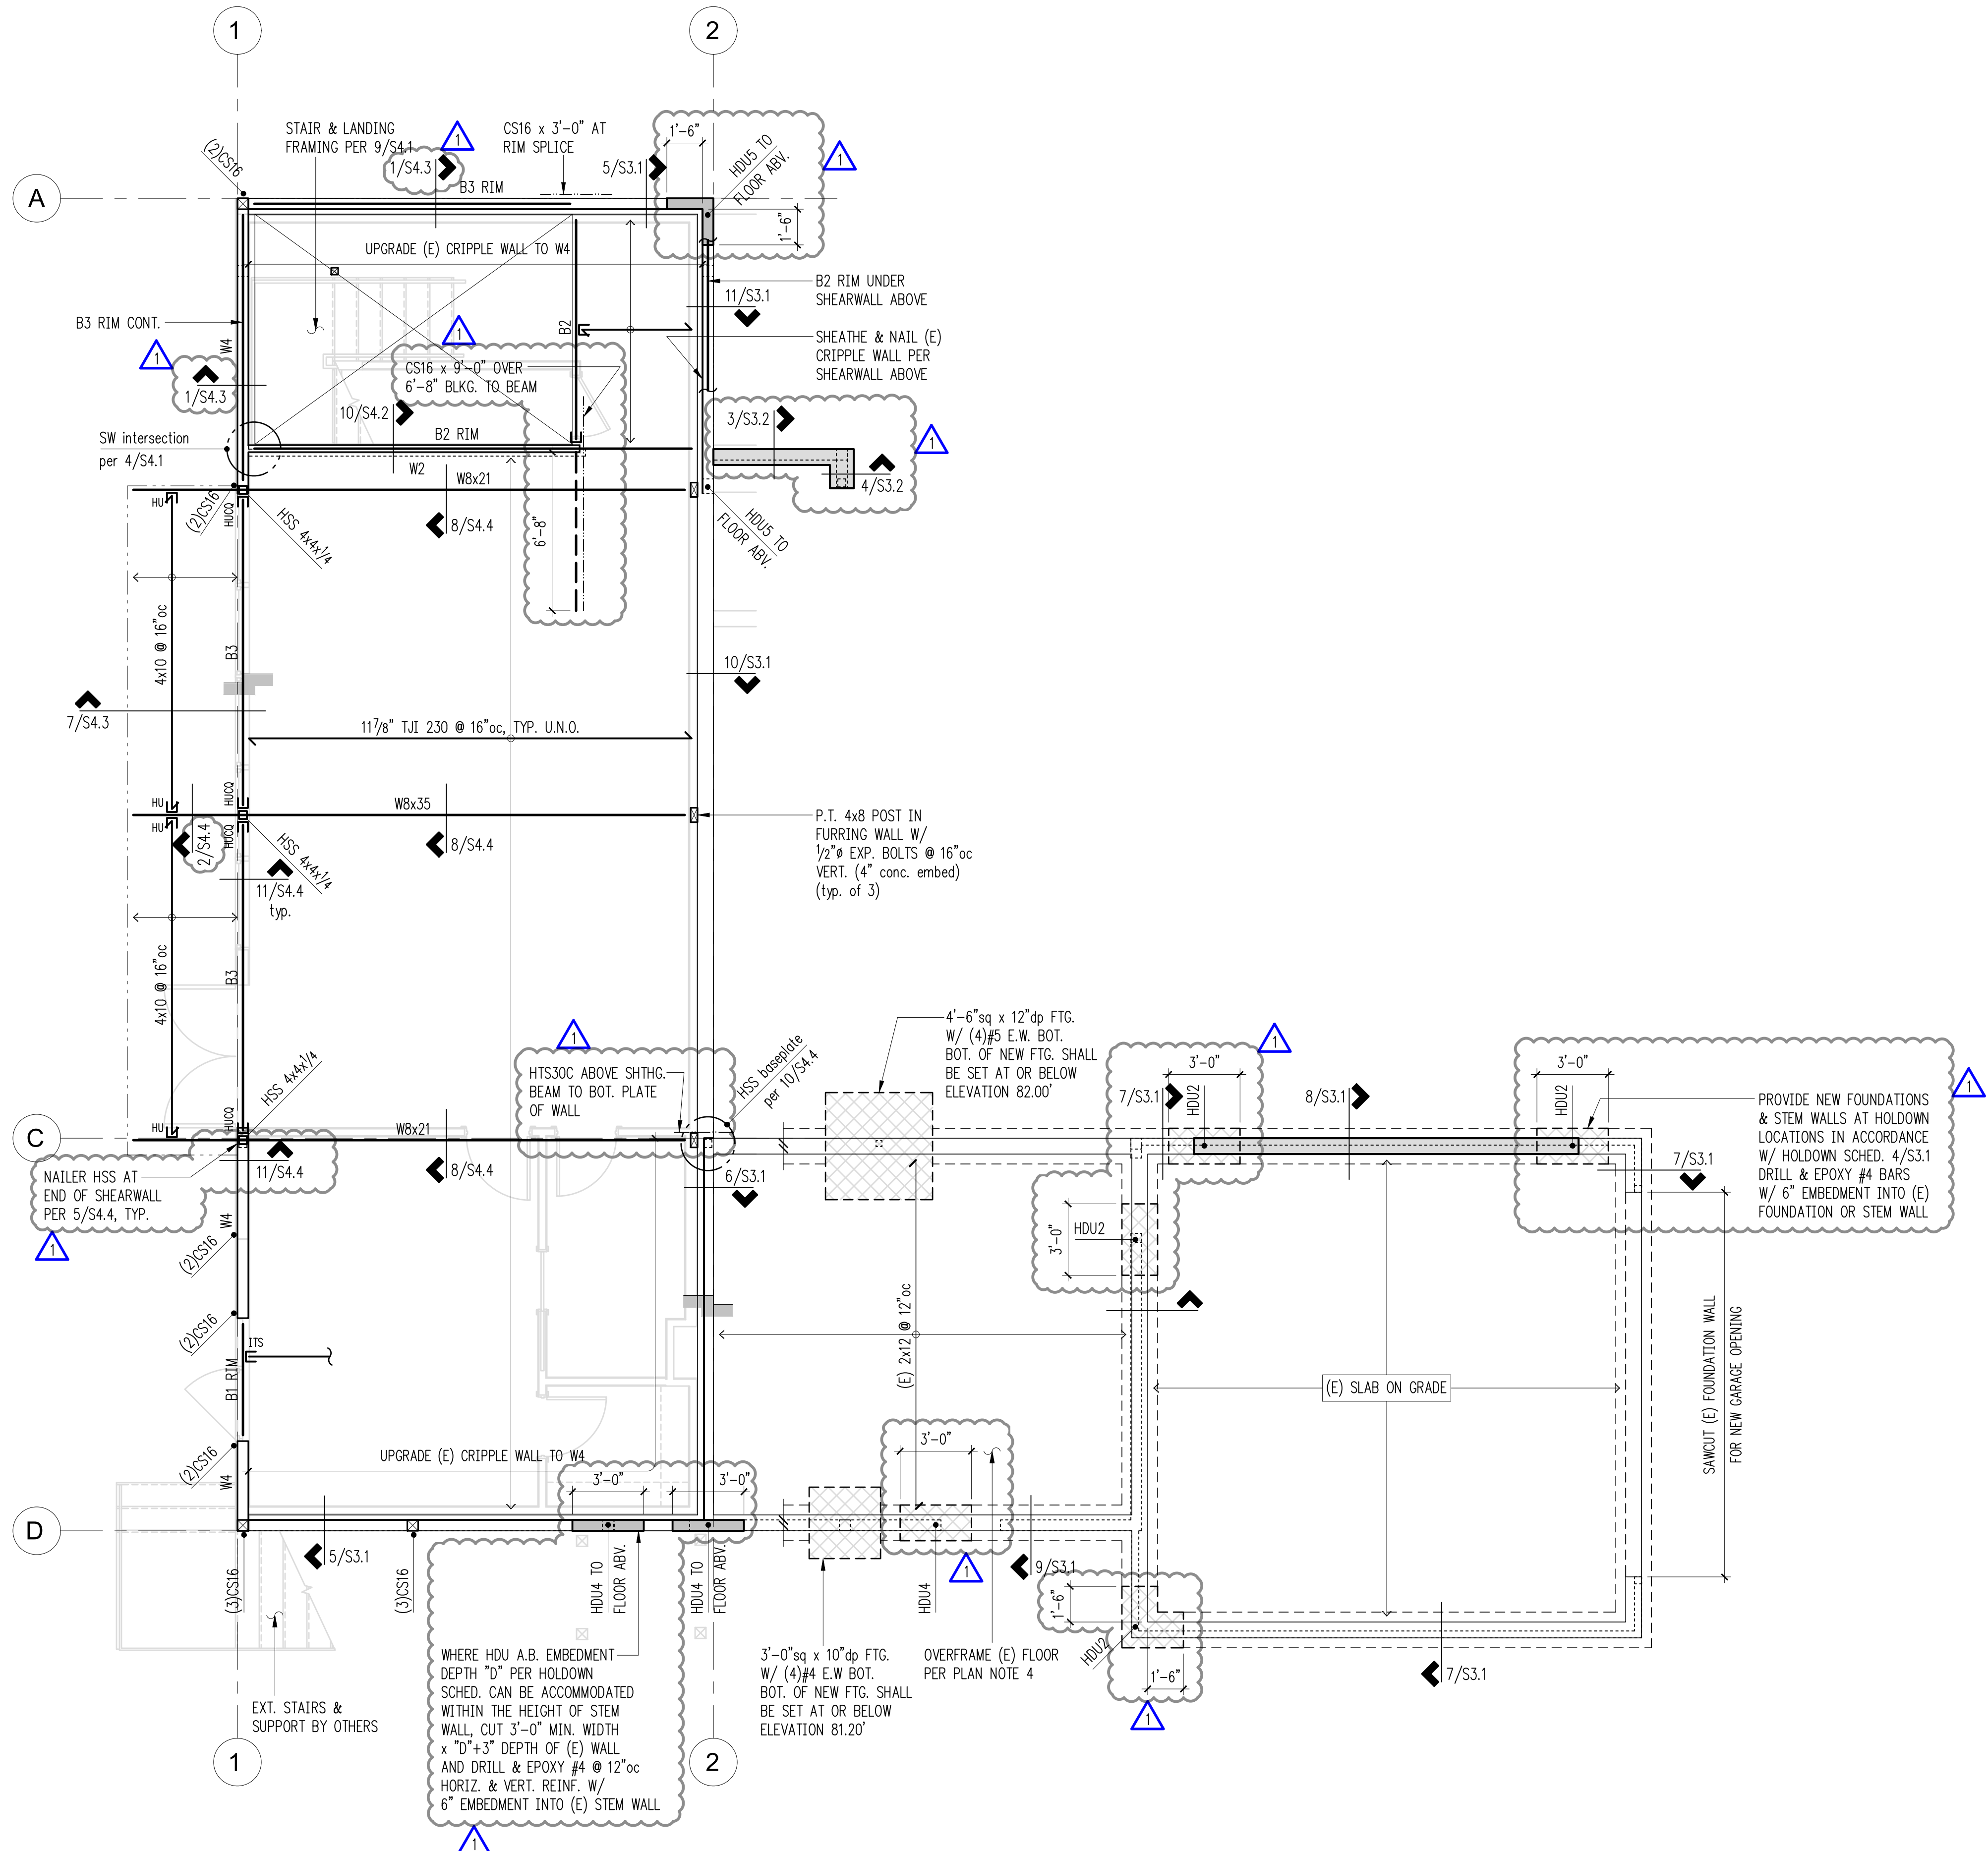 1
2
STAIR & LANDING
FRAMING PER 9/S4.1
1
CS16 x 3'-0" AT
RIM SPLICE
(2)CS16
1/S4.3
5/S3.1
1'-6"
HDU5 TO
FLOOR ABV.
1
A
B3 RIM
1'-6"
UPGRADE (E) CRIPPLE WALL TO W4
B2 RIM UNDER
SHEARWALL ABOVE
11/S3.1
B3 RIM CONT.
W4
B2
1
1
SHEATHE & NAIL (E)
CRIPPLE WALL PER
SHEARWALL ABOVE
CS16 x 9'-0" OVER
6'-8" BLKG. TO BEAM
1/S4.3
10/S4.2
3/S3.2
1
SW intersection
per 4/S4.1
B2 RIM
W2
W8x21
4/S3.2
HU
(2)CS16
HUCQ
HSS 4x4x1/4
8/S4.4
6'-8"
HDU5 TO
FLOOR ABV.
4x10 @ 16"oc
B3
10/S3.1
7/S4.3
11 7/8" TJI 230 @ 16"oc, TYP. U.N.O.
HU
HUCQ
W8x35
HU
2/S4.4
HUCQ
HSS 4x4x1/4
8/S4.4
P.T. 4x8 POST IN
FURRING WALL W/
1/2"ø EXP. BOLTS @ 16"oc
VERT. (4" conc. embed)
(typ. of 3)
11/S4.4
typ.
4x10 @ 16"oc
B3
4'-6"sq x 12"dp FTG.
W/ (4)#5 E.W. BOT.
BOT. OF NEW FTG. SHALL
BE SET AT OR BELOW
ELEVATION 82.00'
1
HTS30C ABOVE SHTHG.
BEAM TO BOT. PLATE
OF WALL
HSS baseplate
per 10/S4.4
HSS 4x4x1/4
1
3'-0"
7/S3.1
HDU2
8/S3.1
3'-0"
HDU2
1
PROVIDE NEW FOUNDATIONS
& STEM WALLS AT HOLDOWN
LOCATIONS IN ACCORDANCE
W/ HOLDOWN SCHED. 4/S3.1
DRILL & EPOXY #4 BARS
W/ 6" EMBEDMENT INTO (E)
FOUNDATION OR STEM WALL
C
HU
HUCQ
W8x21
8/S4.4
11/S4.4
6/S3.1
7/S3.1
NAILER HSS AT
END OF SHEARWALL
PER 5/S4.4, TYP.
1
W4
(2)CS16
3'-0"
HDU2
(2)CS16
ITS
B1 RIM
(E) 2x12 @ 12"oc
(E) SLAB ON GRADE
SAWCUT (E) FOUNDATION WALL
FOR NEW GARAGE OPENING
(2)CS16
W4
UPGRADE (E) CRIPPLE WALL TO W4
3'-0"
3'-0"
3'-0"
D
5/S3.1
(3)CS16
(3)CS16
HDU4 TO
FLOOR ABV.
HDU4 TO
FLOOR ABV.
HDU4
1
9/S3.1
1'-6"
HDU2
1'-6"
7/S3.1
1
EXT. STAIRS &
SUPPORT BY OTHERS
WHERE HDU A.B. EMBEDMENT
DEPTH "D" PER HOLDOWN
SCHED. CAN BE ACCOMMODATED
WITHIN THE HEIGHT OF STEM
WALL, CUT 3'-0" MIN. WIDTH
x "D"+3" DEPTH OF (E) WALL
AND DRILL & EPOXY #4 @ 12"oc
HORIZ. & VERT. REINF. W/
6" EMBEDMENT INTO (E) STEM WALL
3'-0"sq x 10"dp FTG.
W/ (4)#4 E.W BOT.
BOT. OF NEW FTG. SHALL
BE SET AT OR BELOW
ELEVATION 81.20'
OVERFRAME (E) FLOOR
PER PLAN NOTE 4
1
2
1